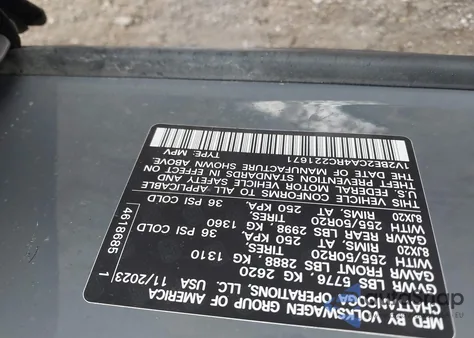 MFD BY VOLKSWAGEN GROUP OF AMERICA
CHATTANOOGA OPERATIONS, LLC. USA 11/2023 1
GVWR LBS 5776, KG 2620
GAWR FRONT LBS 2888, KG 1310
8JX20 RIMS, AT 250 KPA, 36 PSI COLD
255/50R20 TIRES,
GAWR REAR LBS 2998, KG 1360
8JX20 RIMS, AT 250 KPA, 36 PSI COLD
255/50R20 TIRES,
4618685
THIS VEHICLE CONFORMS TO ALL APPLICABLE
U.S. FEDERAL MOTOR VEHICLE SAFETY AND
THEFT PREVENTION STANDARDS IN EFFECT ON
THE DATE OF MANUFACTURE SHOWN ABOVE.
TYPE: MPV
1V2BE2CA4RC221671